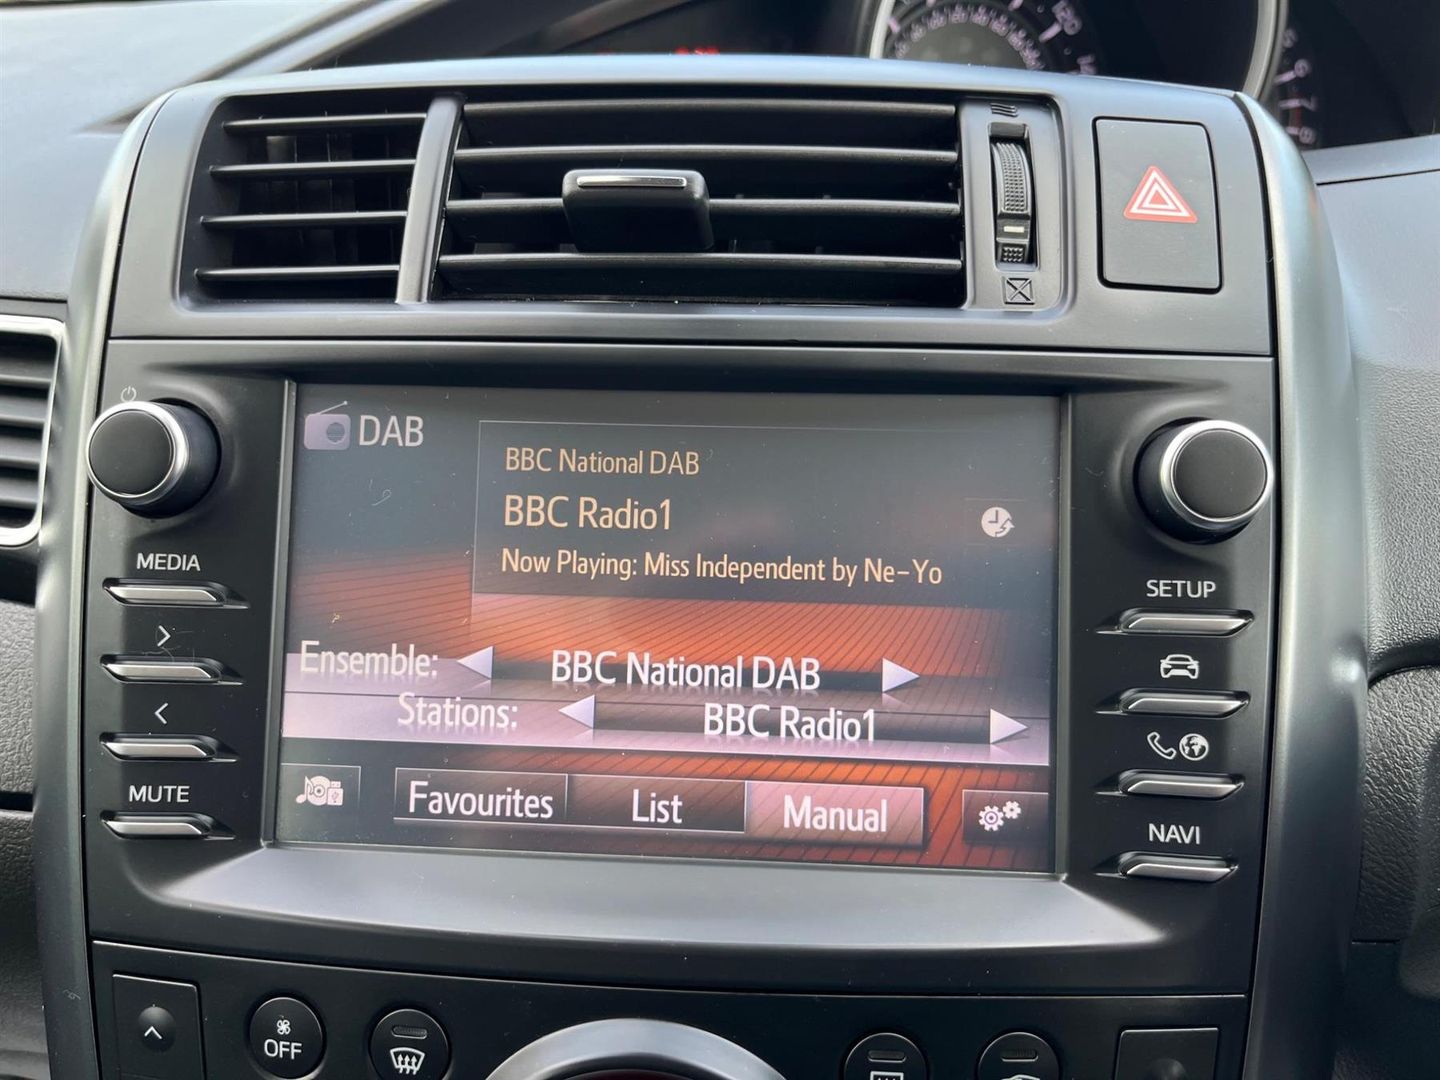 120
DAB
BBC National DAB
BBC Radio1
Now Playing: Miss Independent by Ne-Yo
MEDIA
SETUP
Ensemble: BBC National DAB
Stations: BBC Radio1
MUTE
Favourites List Manual
NAVI
OFF